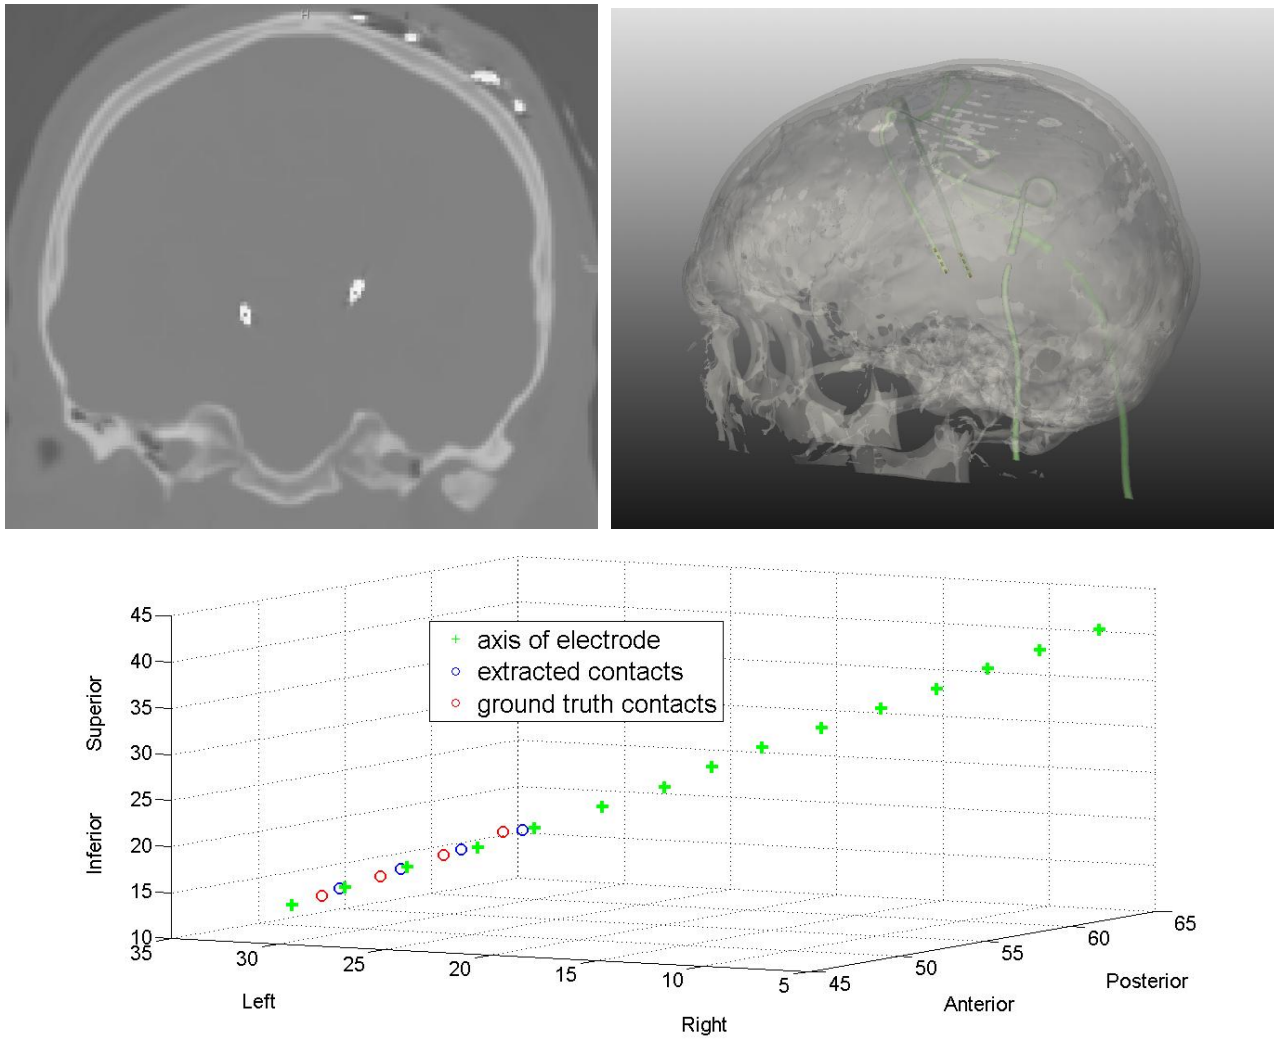 H
45
40
35
30
25
20
15
10
Superior
Inferior
axis of electrode
extracted contacts
ground truth contacts
35
30
25
20
15
10
5
45
50
55
60
65
Left
Right
Anterior
Posterior